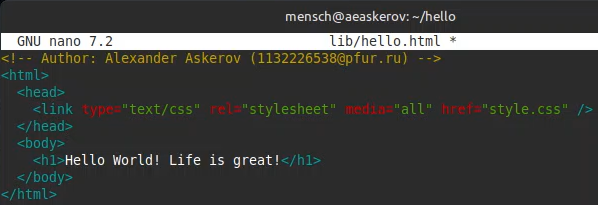 mensch@aeaskerov: ~/hello
GNU nano 7.2 lib/hello.html *
<!-- Author: Alexander Askerov (1132226538@pfur.ru) -->
<html>
  <head>
    <link type="text/css" rel="stylesheet" media="all" href="style.css" />
  </head>
  <body>
    <h1>Hello World! Life is great!</h1>
  </body>
</html>